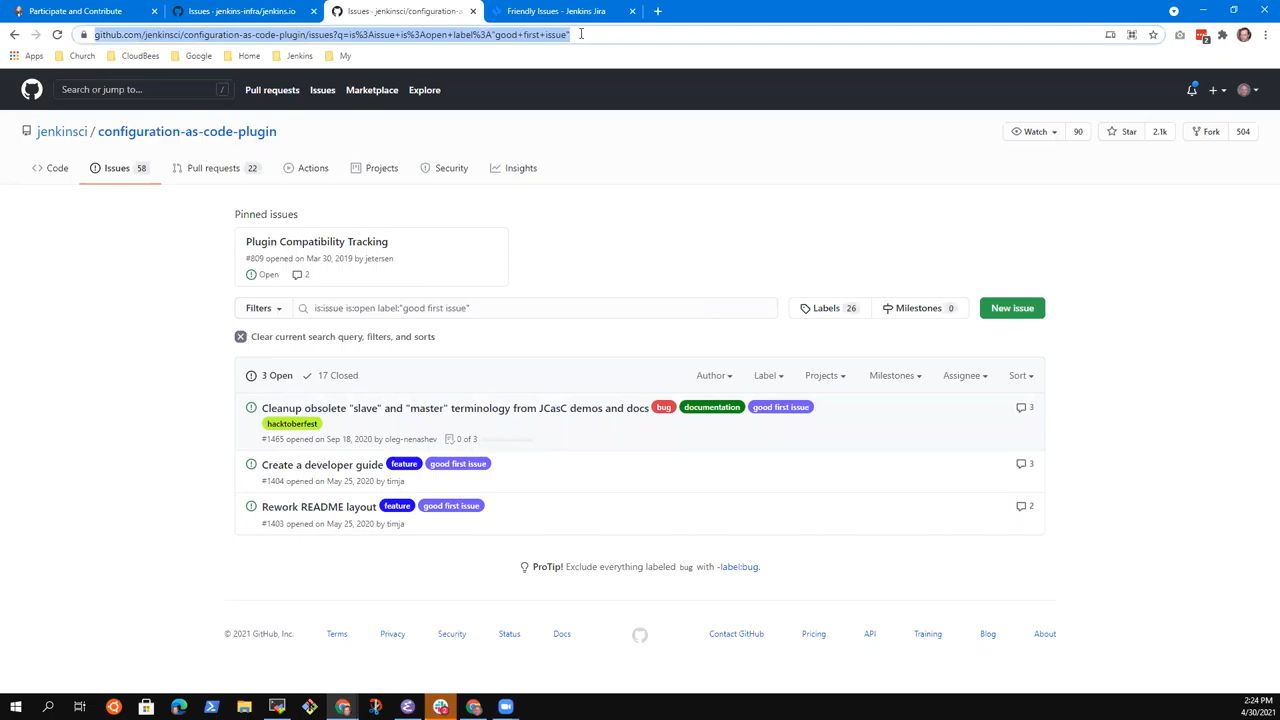 Participate and Contribute
Issues · jenkins-infra/jenkins.io
Issues · jenkinsci/configuration-a
Friendly Issues - Jenkins Jira
github.com/jenkinsci/configuration-as-code-plugin/issues?q=is%3Aissue+is%3Aopen+label%3A"good+first+issue"
Apps
Church
CloudBees
Google
Home
Jenkins
My
Search or jump to...
/
Pull requests
Issues
Marketplace
Explore
jenkinsci / configuration-as-code-plugin
Watch 90
Star 2.1k
Fork 504
Code
Issues 58
Pull requests 22
Actions
Projects
Security
Insights
Pinned issues
Plugin Compatibility Tracking
#809 opened on Mar 30, 2019 by jetersen
Open 2
Filters
is:issue is:open label:"good first issue"
Labels 26
Milestones 0
New issue
Clear current search query, filters, and sorts
3 Open
17 Closed
Author
Label
Projects
Milestones
Assignee
Sort
Cleanup obsolete "slave" and "master" terminology from JCasC demos and docs bug documentation good first issue 3
hacktoberfest
#1465 opened on Sep 18, 2020 by oleg-nenashev 0 of 3
Create a developer guide feature good first issue 3
#1404 opened on May 25, 2020 by timja
Rework README layout feature good first issue 2
#1403 opened on May 25, 2020 by timja
ProTip! Exclude everything labeled bug with -label:bug.
© 2021 GitHub, Inc.
Terms
Privacy
Security
Status
Docs
Contact GitHub
Pricing
API
Training
Blog
About
2:24 PM
4/30/2021